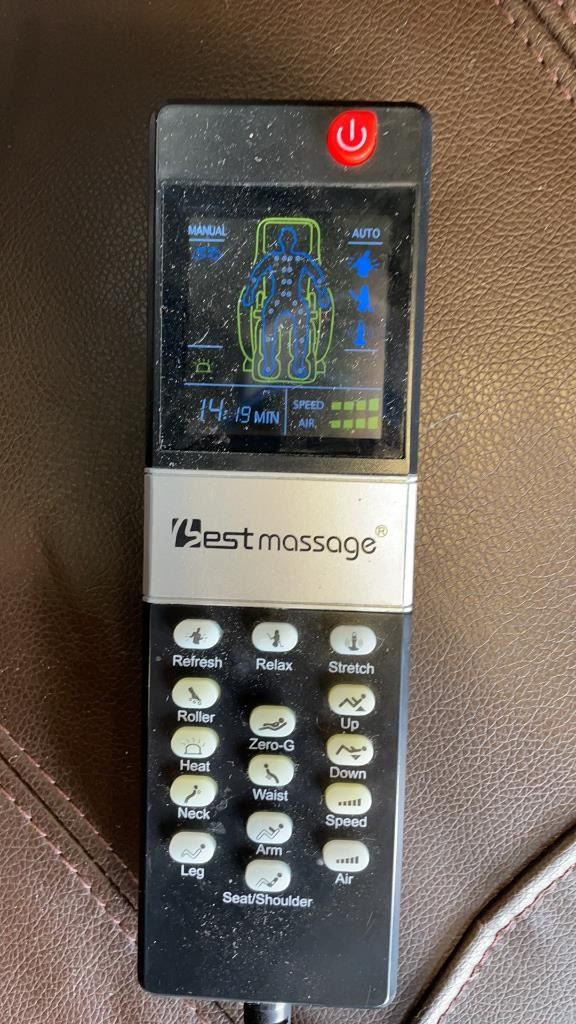 MANUAL
AUTO
14:19 MIN
SPEED
AIR
Bestmassage®
Refresh
Relax
Stretch
Roller
Zero-G
Up
Heat
Waist
Down
Neck
Arm
Speed
Leg
Seat/Shoulder
Air